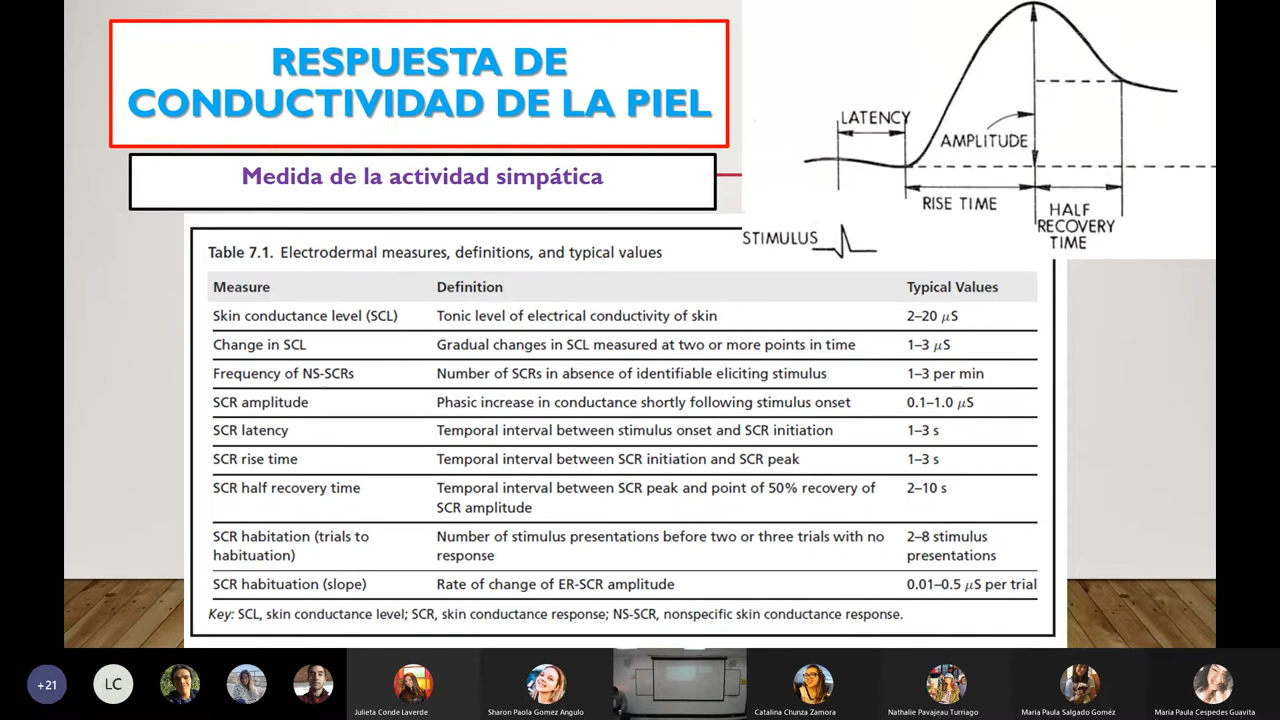 RESPUESTA DE
CONDUCTIVIDAD DE LA PIEL
Medida de la actividad simpática
LATENCY
AMPLITUDE
RISE TIME
HALF
RECOVERY
TIME
STIMULUS
Table 7.1. Electrodermal measures, definitions, and typical values
Measure Definition Typical Values
Skin conductance level (SCL) Tonic level of electrical conductivity of skin 2–20 μS
Change in SCL Gradual changes in SCL measured at two or more points in time 1–3 μS
Frequency of NS-SCRs Number of SCRs in absence of identifiable eliciting stimulus 1–3 per min
SCR amplitude Phasic increase in conductance shortly following stimulus onset 0.1–1.0 μS
SCR latency Temporal interval between stimulus onset and SCR initiation 1–3 s
SCR rise time Temporal interval between SCR initiation and SCR peak 1–3 s
SCR half recovery time Temporal interval between SCR peak and point of 50% recovery of 2–10 s
SCR amplitude
SCR habitation (trials to Number of stimulus presentations before two or three trials with no 2–8 stimulus
habituation) response presentations
SCR habituation (slope) Rate of change of ER-SCR amplitude 0.01–0.5 μS per trial
Key: SCL, skin conductance level; SCR, skin conductance response; NS-SCR, nonspecific skin conductance response.
+21
LC
Julieta Conde Laverde
Sharon Paola Gomez Angulo
Catalina Chunza Zamora
Nathalie Pavajeau Turriago
Maria Paula Salgado Goméz
Maria Paula Cespedes Guavita